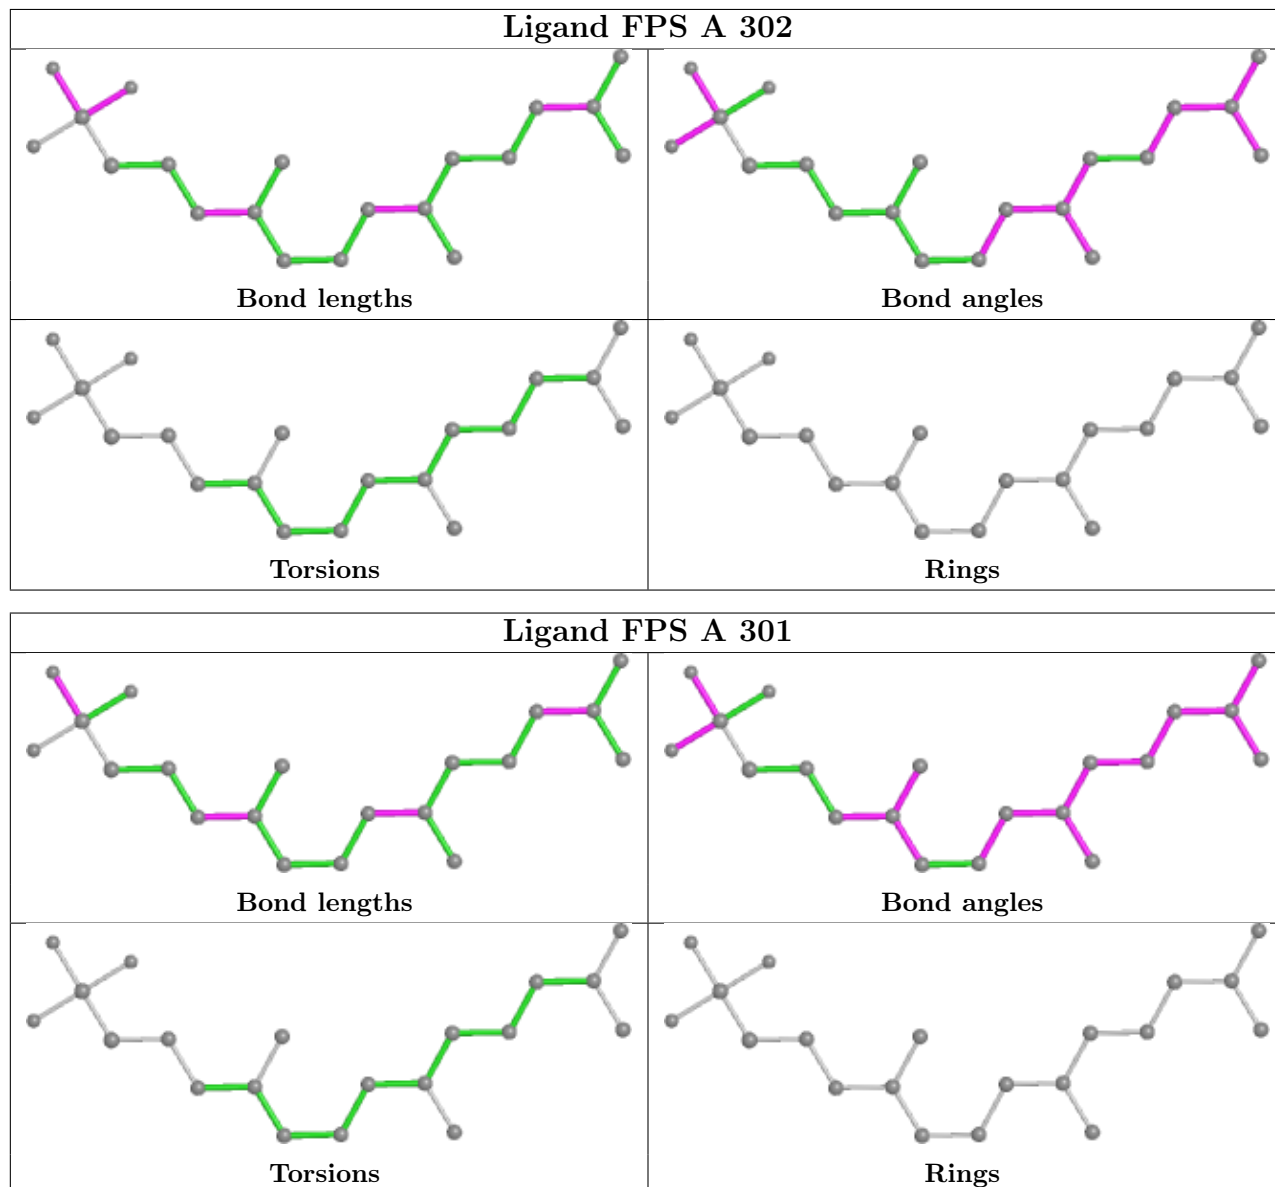 Ligand FPS A 302
Bond lengths
Bond angles
Torsions
Rings
Ligand FPS A 301
Bond lengths
Bond angles
Torsions
Rings